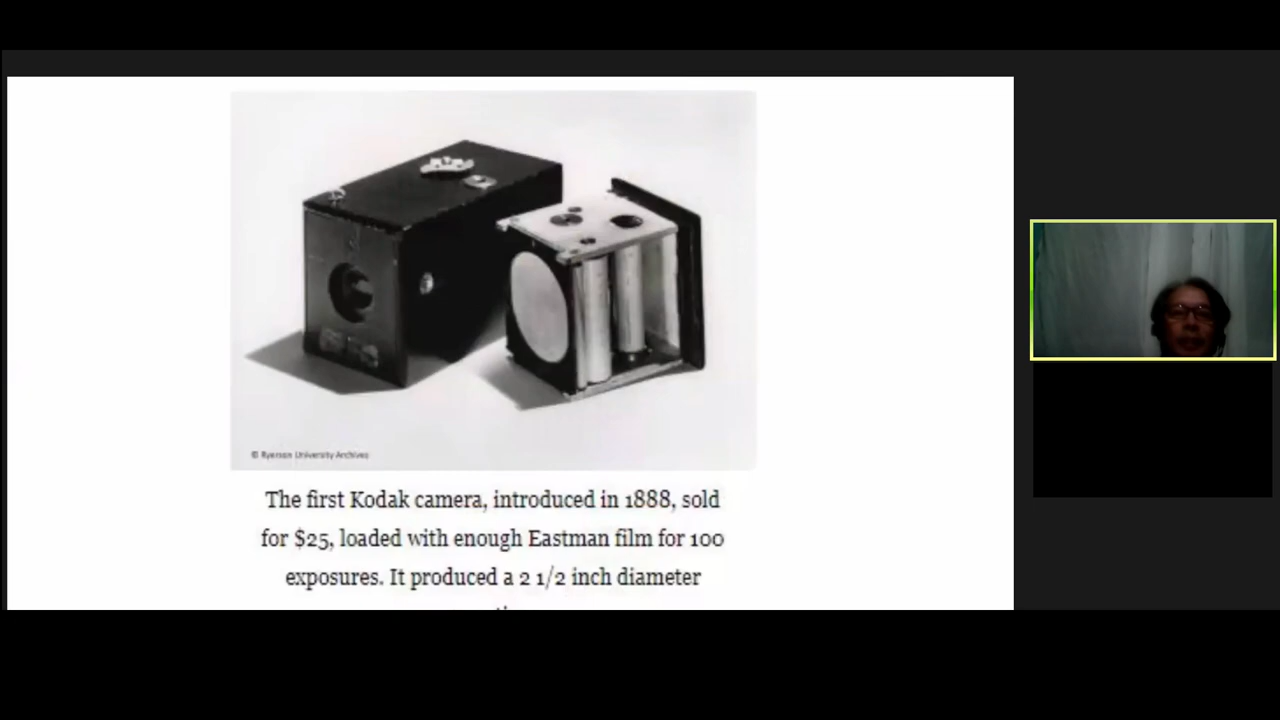 © Ryerson University Archives
The first Kodak camera, introduced in 1888, sold
for $25, loaded with enough Eastman film for 100
exposures. It produced a 2 1/2 inch diameter